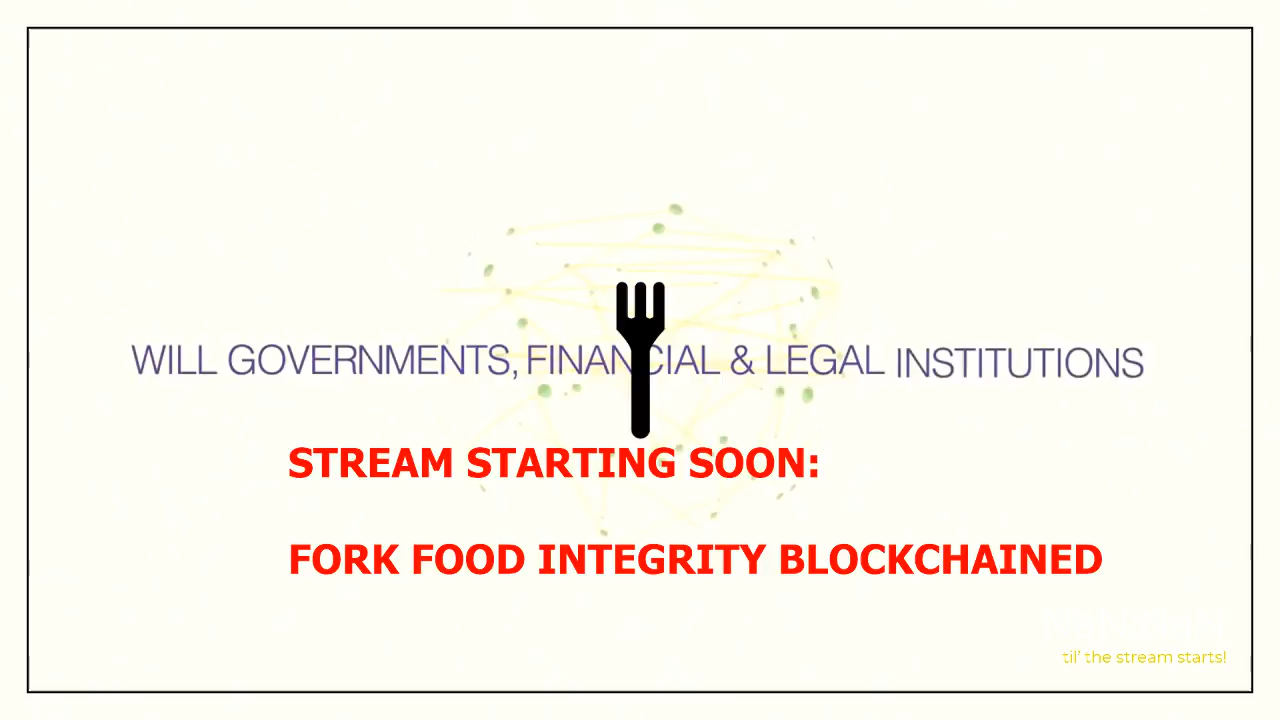 WILL GOVERNMENTS, FINANCIAL & LEGAL INSTITUTIONS
STREAM STARTING SOON:
FORK FOOD INTEGRITY BLOCKCHAINED
til' the stream starts!